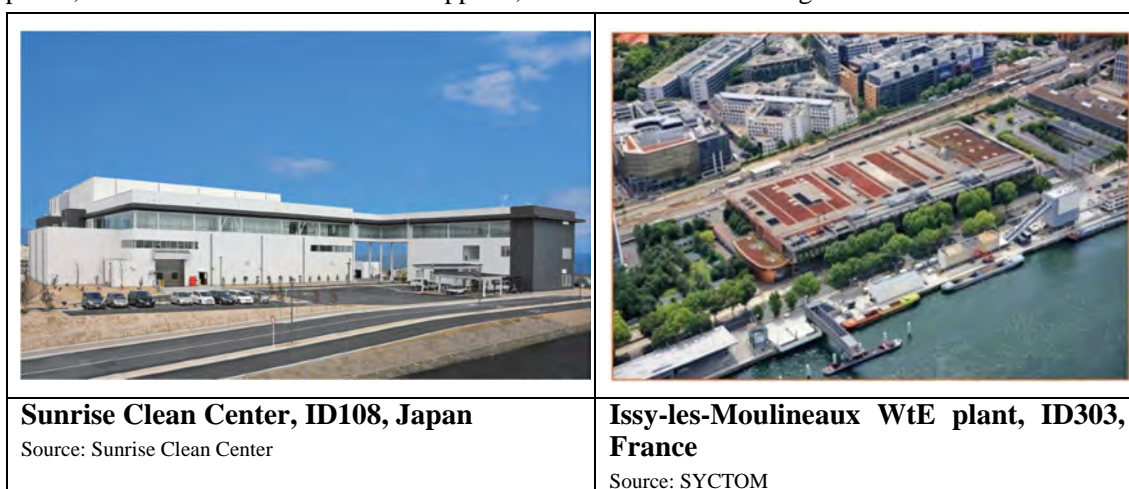 Sunrise Clean Center, ID108, Japan
Source: Sunrise Clean Center
Issy-les-Moulineaux WtE plant, ID303,
France
Source: SYCTOM